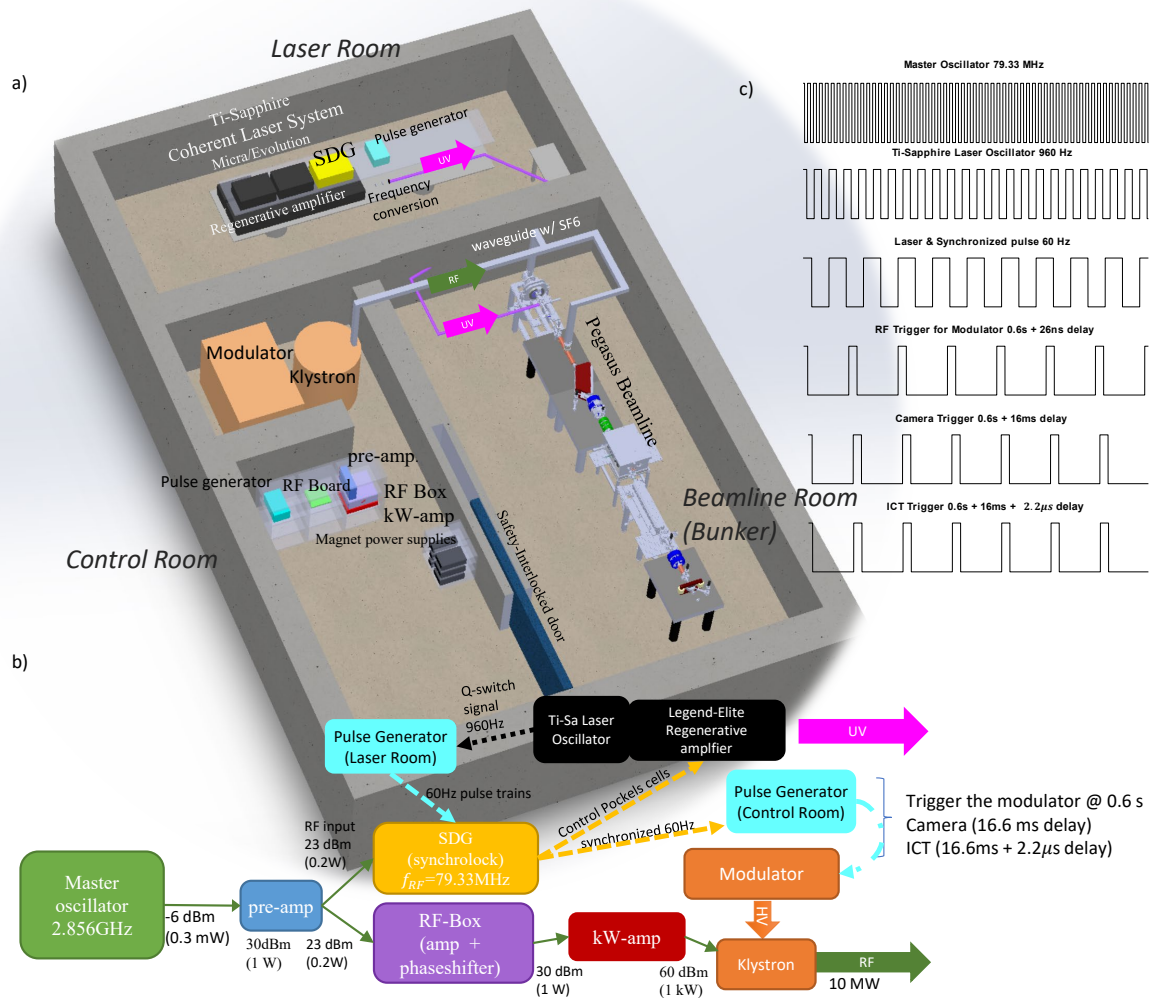 a)
Laser Room
Ti-Sapphire
Coherent Laser System
Micra/Evolution
SDG
Pulse generator
UV
Regenerative amplifier
Frequency
conversion
waveguide w/ SF6
RF
UV
Modulator
Klystron
Pegasus Beamline
pre-amp.
Pulse generator
RF Board
RF Box
kW-amp
Magnet power supplies
Control Room
Safety-Interlocked door
Beamline Room
(Bunker)
c)
Master Oscillator 79.33 MHz
Ti-Sapphire Laser Oscillator 960 Hz
Laser & Synchronized pulse 60 Hz
RF Trigger for Modulator 0.6s + 26ns delay
Camera Trigger 0.6s + 16ms delay
ICT Trigger 0.6s + 16ms + 2.2μs delay
b)
Q-switch
signal
960Hz
Pulse Generator
(Laser Room)
Ti-Sa Laser
Oscillator
Legend-Elite
Regenerative
amplfier
UV
60Hz pulse trains
Control Pockels cells
synchronized 60Hz
Pulse Generator
(Control Room)
Trigger the modulator @ 0.6 s
Camera (16.6 ms delay)
ICT (16.6ms + 2.2μs delay)
RF input
23 dBm
(0.2W)
SDG
(synchrolock)
fRF=79.33MHz
Master
oscillator
2.856GHz
-6 dBm
(0.3 mW)
pre-amp
30dBm
(1 W)
23 dBm
(0.2W)
RF-Box
(amp +
phaseshifter)
30 dBm
(1 W)
kW-amp
60 dBm
(1 kW)
Modulator
HV
Klystron
RF
10 MW